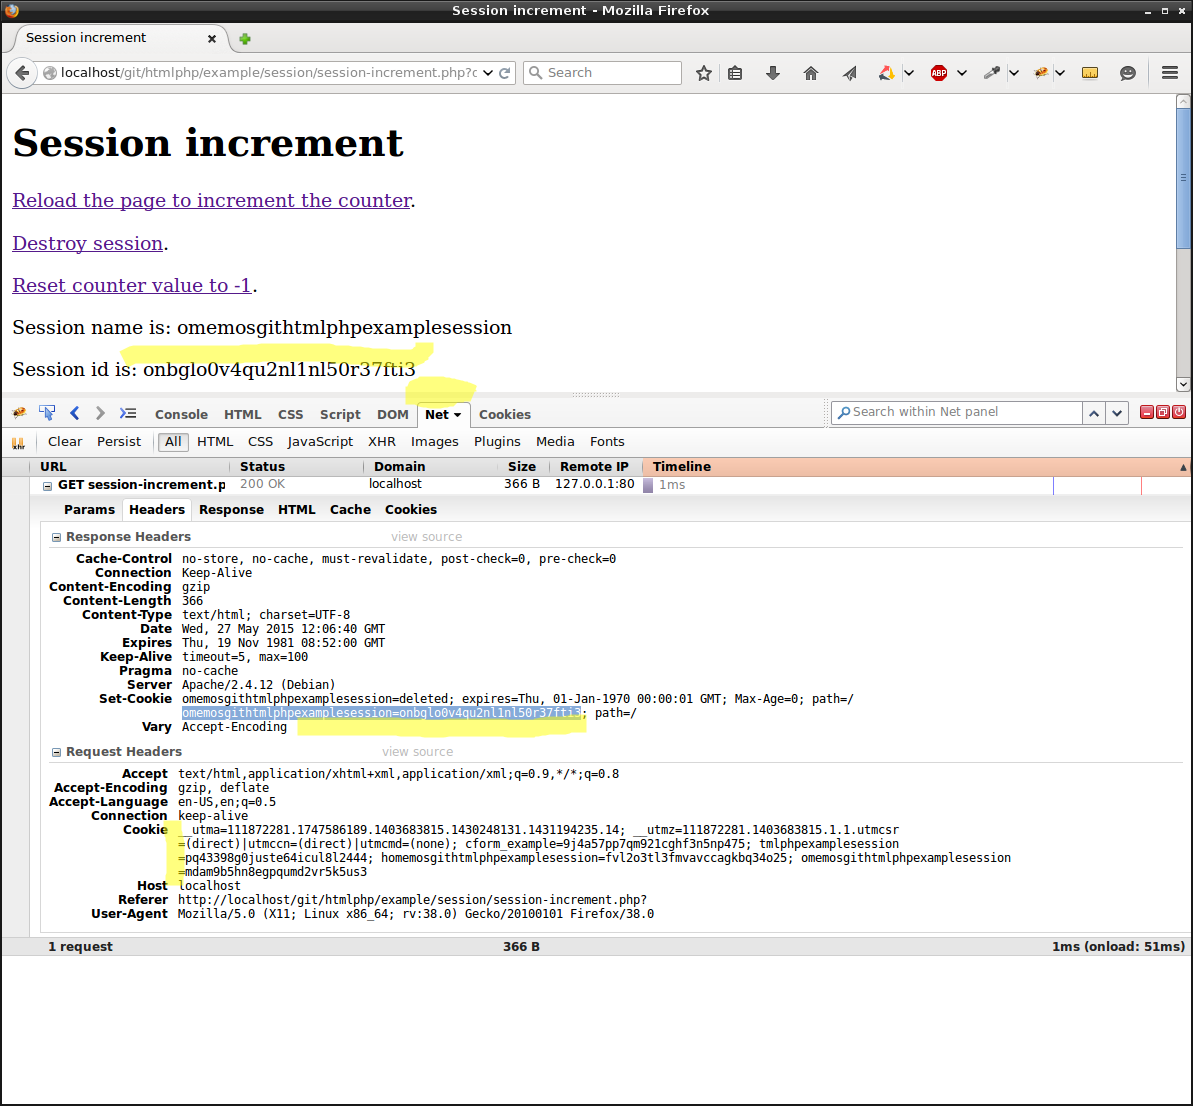 Session increment - Mozilla Firefox
Session increment
localhost/git/htmlphp/example/session/session-increment.php?c
Search
ABP
Session increment
Reload the page to increment the counter.
Destroy session.
Reset counter value to -1.
Session name is: omemosgithtmlphpexamplesession
Session id is: onbglo0v4qu2nl1nl50r37fti3
Console HTML CSS Script DOM Net Cookies
Search within Net panel
xhr Clear Persist All HTML CSS JavaScript XHR Images Plugins Media Fonts
URL Status Domain Size Remote IP Timeline
GET session-increment.p 200 OK localhost 366 B 127.0.0.1:80 1ms
Params Headers Response HTML Cache Cookies
Response Headers view source
Cache-Control no-store, no-cache, must-revalidate, post-check=0, pre-check=0
Connection Keep-Alive
Content-Encoding gzip
Content-Length 366
Content-Type text/html; charset=UTF-8
Date Wed, 27 May 2015 12:06:40 GMT
Expires Thu, 19 Nov 1981 08:52:00 GMT
Keep-Alive timeout=5, max=100
Pragma no-cache
Server Apache/2.4.12 (Debian)
Set-Cookie omemosgithtmlphpexamplesession=deleted; expires=Thu, 01-Jan-1970 00:00:01 GMT; Max-Age=0; path=/
omemosgithtmlphpexamplesession=onbglo0v4qu2nl1nl50r37fti3; path=/
Vary Accept-Encoding
Request Headers view source
Accept text/html,application/xhtml+xml,application/xml;q=0.9,*/*;q=0.8
Accept-Encoding gzip, deflate
Accept-Language en-US,en;q=0.5
Connection keep-alive
Cookie __utma=111872281.1747586189.1403683815.1430248131.1431194235.14; __utmz=111872281.1403683815.1.1.utmcsr
=(direct)|utmccn=(direct)|utmcmd=(none); cform_example=9j4a57pp7qm921cghf3n5np475; tmlphpexamplesession
=pq43398g0juste64icul8l2444; homemosgithtmlphpexamplesession=fvl2o3tl3fmvavccagkbq34o25; omemosgithtmlphpexamplesession
=mdam9b5hn8egpqumd2vr5k5us3
Host localhost
Referer http://localhost/git/htmlphp/example/session/session-increment.php?
User-Agent Mozilla/5.0 (X11; Linux x86_64; rv:38.0) Gecko/20100101 Firefox/38.0
1 request 366 B 1ms (onload: 51ms)